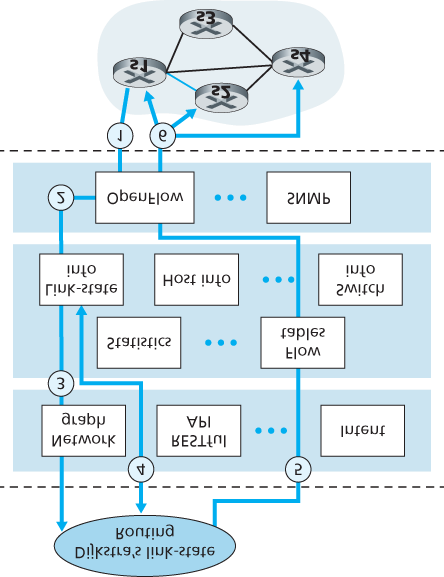 Dijkstra's link-state
Routing
4
5
Network
graph
RESTful
API
Intent
3
Statistics
Flow
tables
Link-state
info
Host info
Switch
info
2
OpenFlow
SNMP
1
6
s2
s1
s4
s3